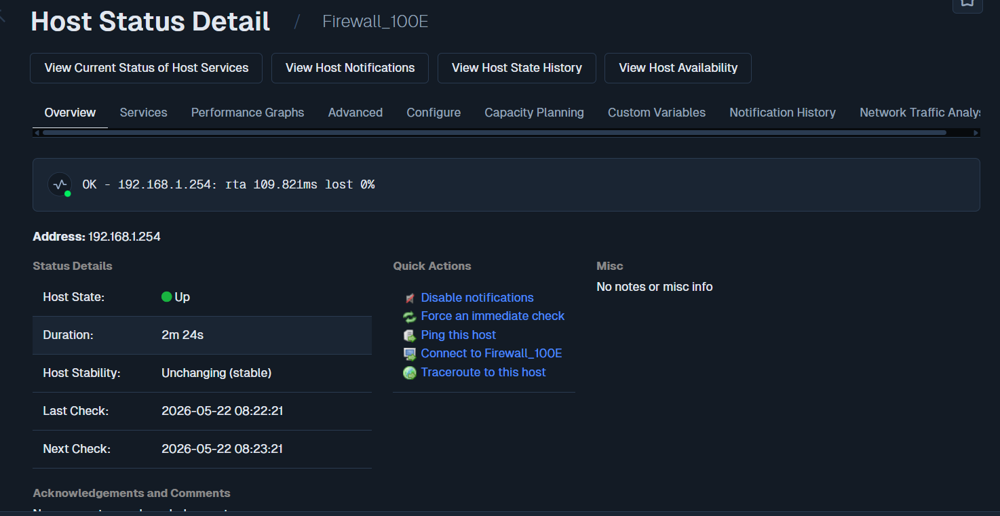 Host Status Detail / Firewall_100E
View Current Status of Host Services View Host Notifications View Host State History View Host Availability
Overview Services Performance Graphs Advanced Configure Capacity Planning Custom Variables Notification History Network Traffic Analys
OK - 192.168.1.254: rta 109.821ms lost 0%
Address: 192.168.1.254
Status Details
Host State: Up
Duration: 2m 24s
Host Stability: Unchanging (stable)
Last Check: 2026-05-22 08:22:21
Next Check: 2026-05-22 08:23:21
Quick Actions
Disable notifications
Force an immediate check
Ping this host
Connect to Firewall_100E
Traceroute to this host
Misc
No notes or misc info
Acknowledgements and Comments